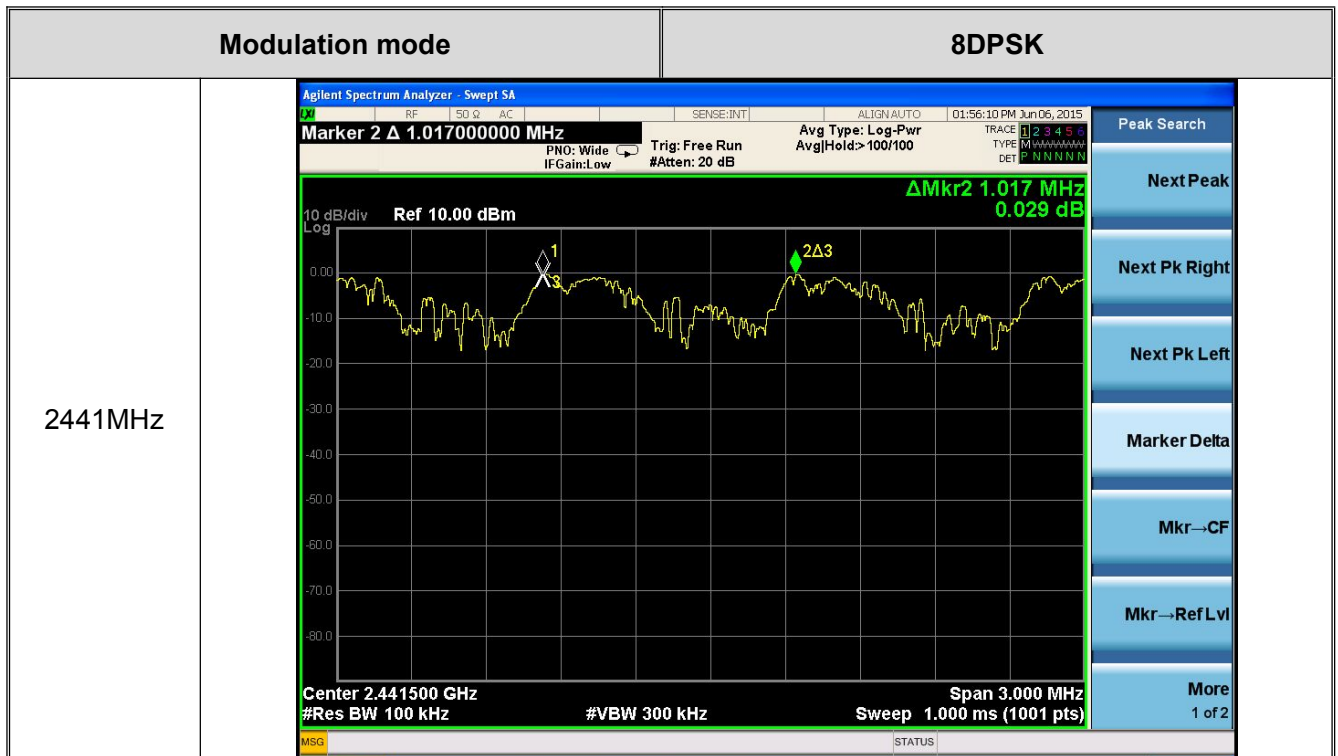 Modulation mode 8DPSK
2441MHz
Agilent Spectrum Analyzer - Swept SA
LXI RF 50 Ω AC SENSE:INT ALIGN AUTO 01:56:10 PM Jun 06, 2015
Marker 2 Δ 1.017000000 MHz
PNO: Wide
IFGain:Low
Trig: Free Run
#Atten: 20 dB
Avg Type: Log-Pwr
Avg|Hold:>100/100
TRACE 1 2 3 4 5 6
TYPE M
DET P N N N N N
ΔMkr2 1.017 MHz
0.029 dB
10 dB/div Ref 10.00 dBm
Log
1
3
2Δ3
0.00
-10.0
-20.0
-30.0
-40.0
-50.0
-60.0
-70.0
-80.0
Center 2.441500 GHz Span 3.000 MHz
#Res BW 100 kHz #VBW 300 kHz Sweep 1.000 ms (1001 pts)
MSG STATUS
Peak Search
Next Peak
Next Pk Right
Next Pk Left
Marker Delta
Mkr→CF
Mkr→Ref Lvl
More
1 of 2